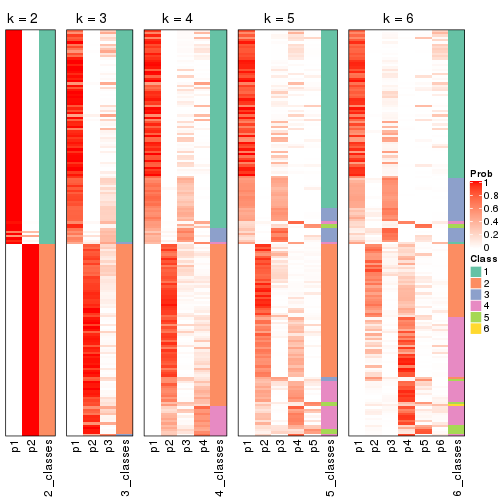 k = 2
k = 3
k = 4
k = 5
k = 6
p1
p2
2_classes
p1
p2
p3
3_classes
p1
p2
p3
p4
4_classes
p1
p2
p3
p4
p5
5_classes
p1
p2
p3
p4
p5
p6
6_classes
Prob
1
0.8
0.6
0.4
0.2
0
Class
1
2
3
4
5
6